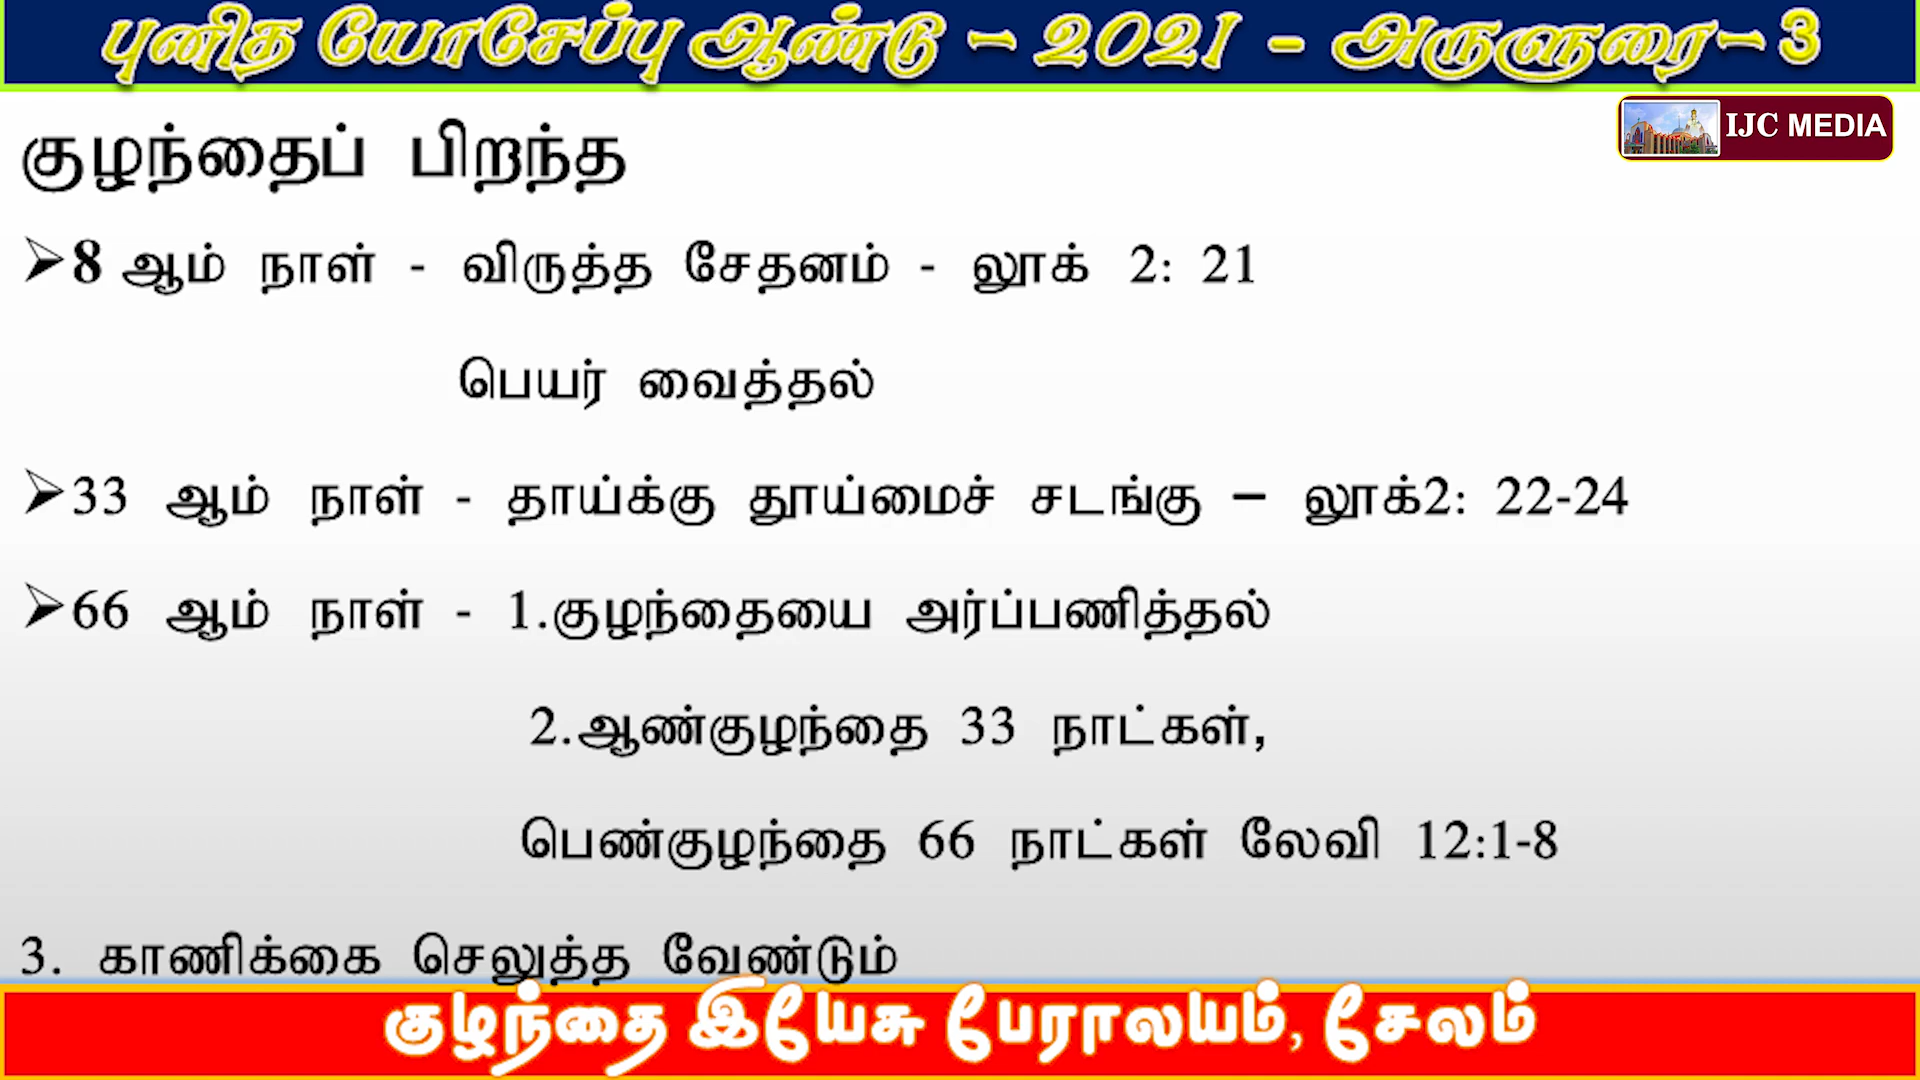 புனித யோசேப்பு ஆண்டு - 2021 - அருளுரை- 3
IJC MEDIA
குழந்தைப் பிறந்த
➢8 ஆம் நாள் - விருத்த சேதனம் - லூக் 2: 21
பெயர் வைத்தல்
➢33 ஆம் நாள் - தாய்க்கு தூய்மைச் சடங்கு – லூக்2: 22-24
➢66 ஆம் நாள் - 1.குழந்தையை அர்ப்பணித்தல்
2.ஆண்குழந்தை 33 நாட்கள்,
பெண்குழந்தை 66 நாட்கள் லேவி 12:1-8
3. காணிக்கை செலுத்த வேண்டும்
குழந்தை இயேசு பேராலயம், சேலம்